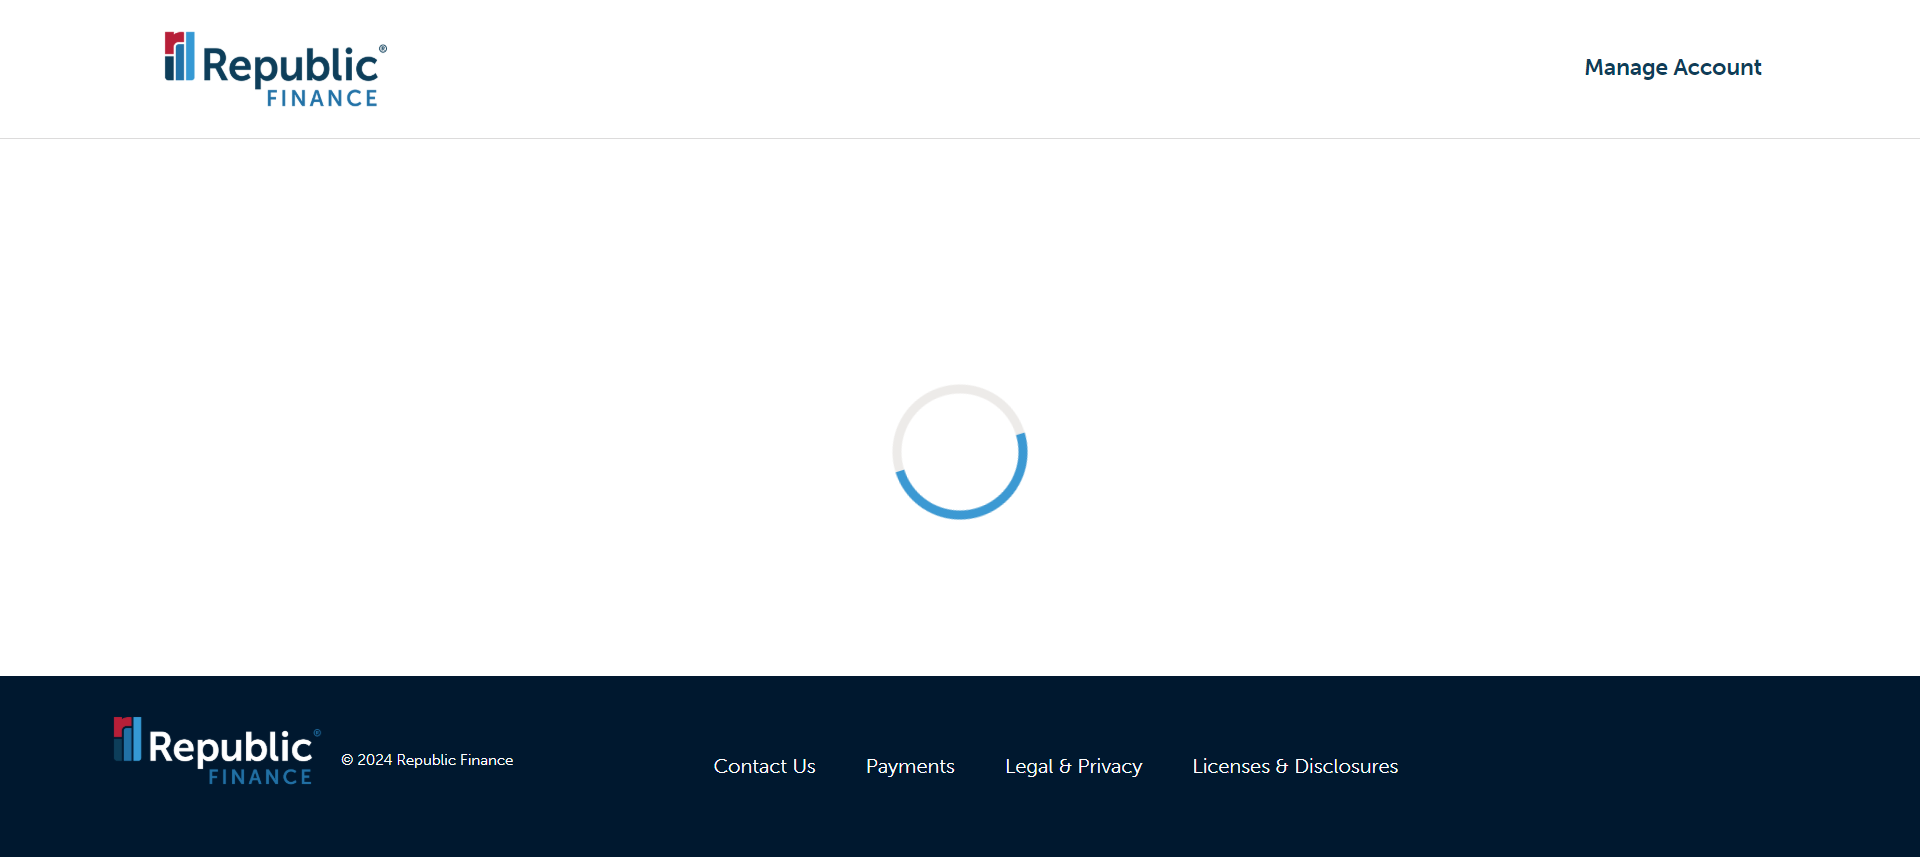 Republic®
FINANCE
Manage Account
Republic®
FINANCE
© 2024 Republic Finance
Contact Us
Payments
Legal & Privacy
Licenses & Disclosures